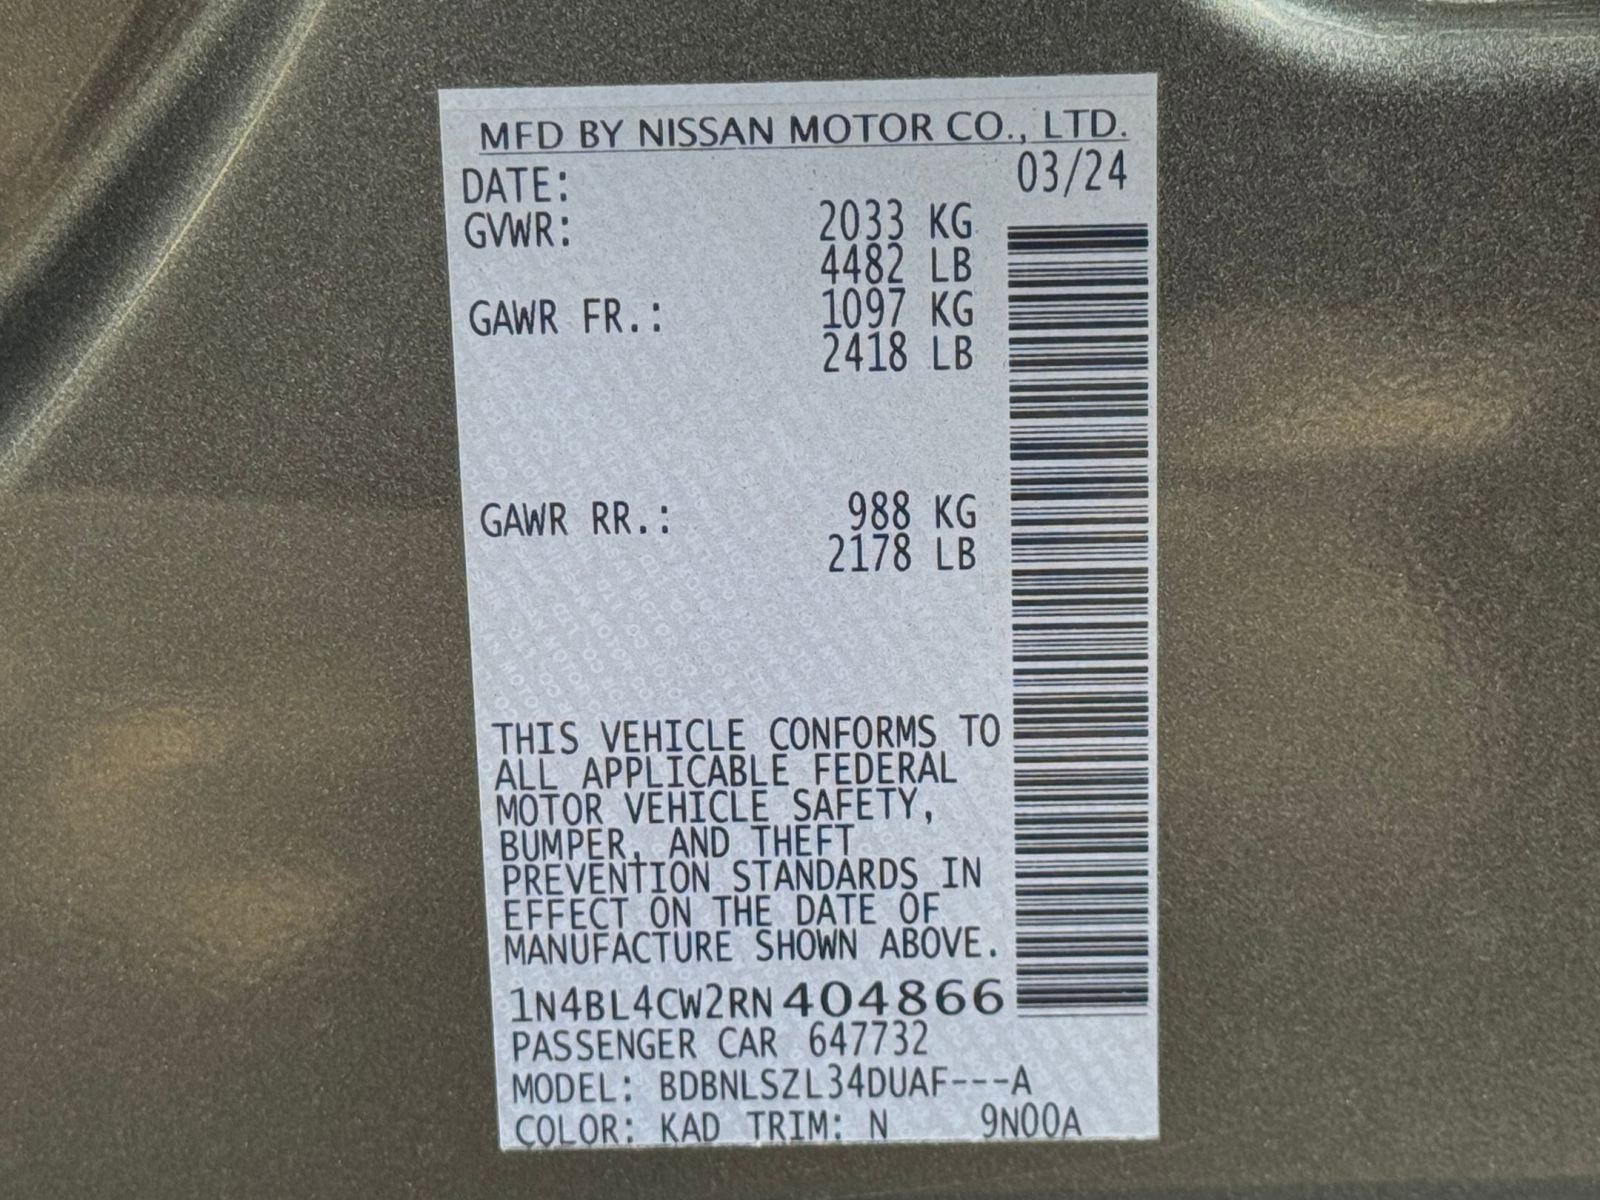 MFD BY NISSAN MOTOR CO., LTD.
DATE: 03/24
GVWR: 2033 KG
4482 LB
GAWR FR.: 1097 KG
2418 LB
GAWR RR.: 988 KG
2178 LB
THIS VEHICLE CONFORMS TO
ALL APPLICABLE FEDERAL
MOTOR VEHICLE SAFETY,
BUMPER, AND THEFT
PREVENTION STANDARDS IN
EFFECT ON THE DATE OF
MANUFACTURE SHOWN ABOVE.
1N4BL4CW2RN404866
PASSENGER CAR 647732
MODEL: BDBNLSZL34DUAF---A
COLOR: KAD TRIM: N 9N00A